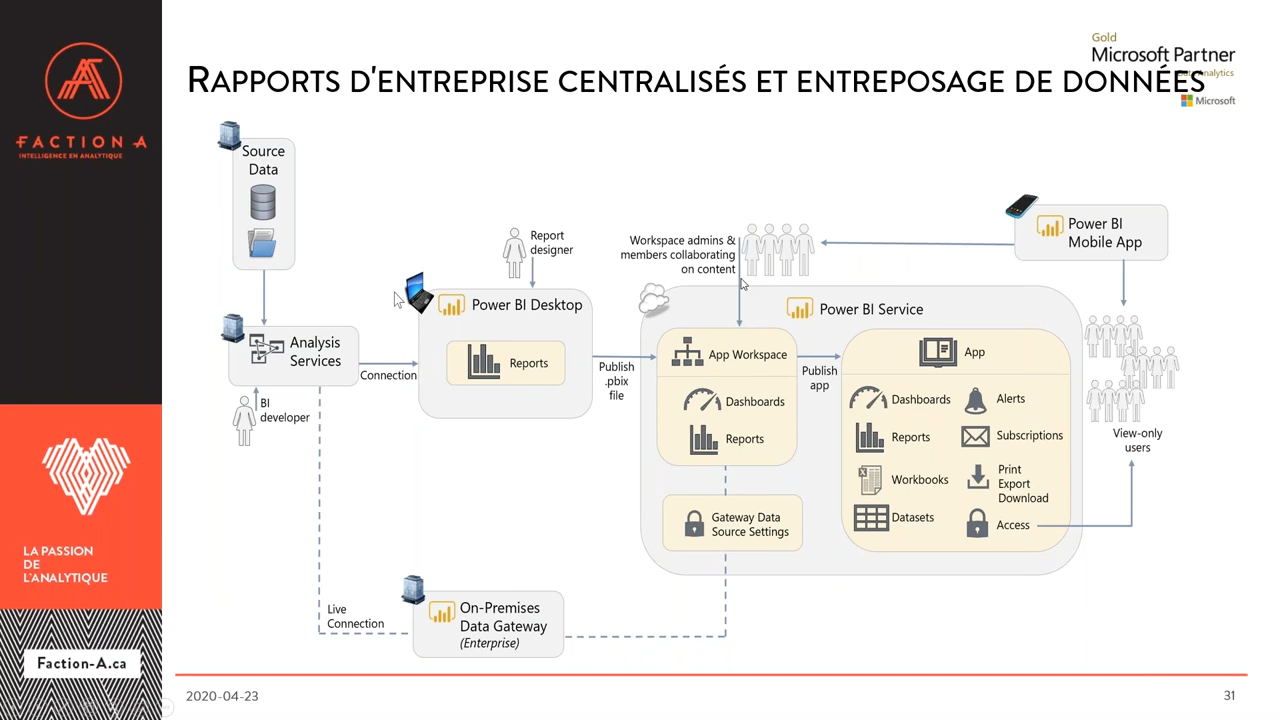 FACTION A
INTELLIGENCE EN ANALYTIQUE
LA PASSION
DE
L'ANALYTIQUE
Faction-A.ca
Gold
Microsoft Partner
Microsoft
RAPPORTS D'ENTREPRISE CENTRALISÉS ET ENTREPOSAGE DE DONNÉES
Source
Data
Analysis
Services
BI
developer
Connection
Report
designer
Power BI Desktop
Reports
Publish
.pbix
file
Workspace admins &
members collaborating
on content
Power BI Service
App Workspace
Dashboards
Reports
Gateway Data
Source Settings
Publish
app
App
Dashboards
Reports
Workbooks
Datasets
Alerts
Subscriptions
Print
Export
Download
Access
Power BI
Mobile App
View-only
users
Live
Connection
On-Premises
Data Gateway
(Enterprise)
2020-04-23
31